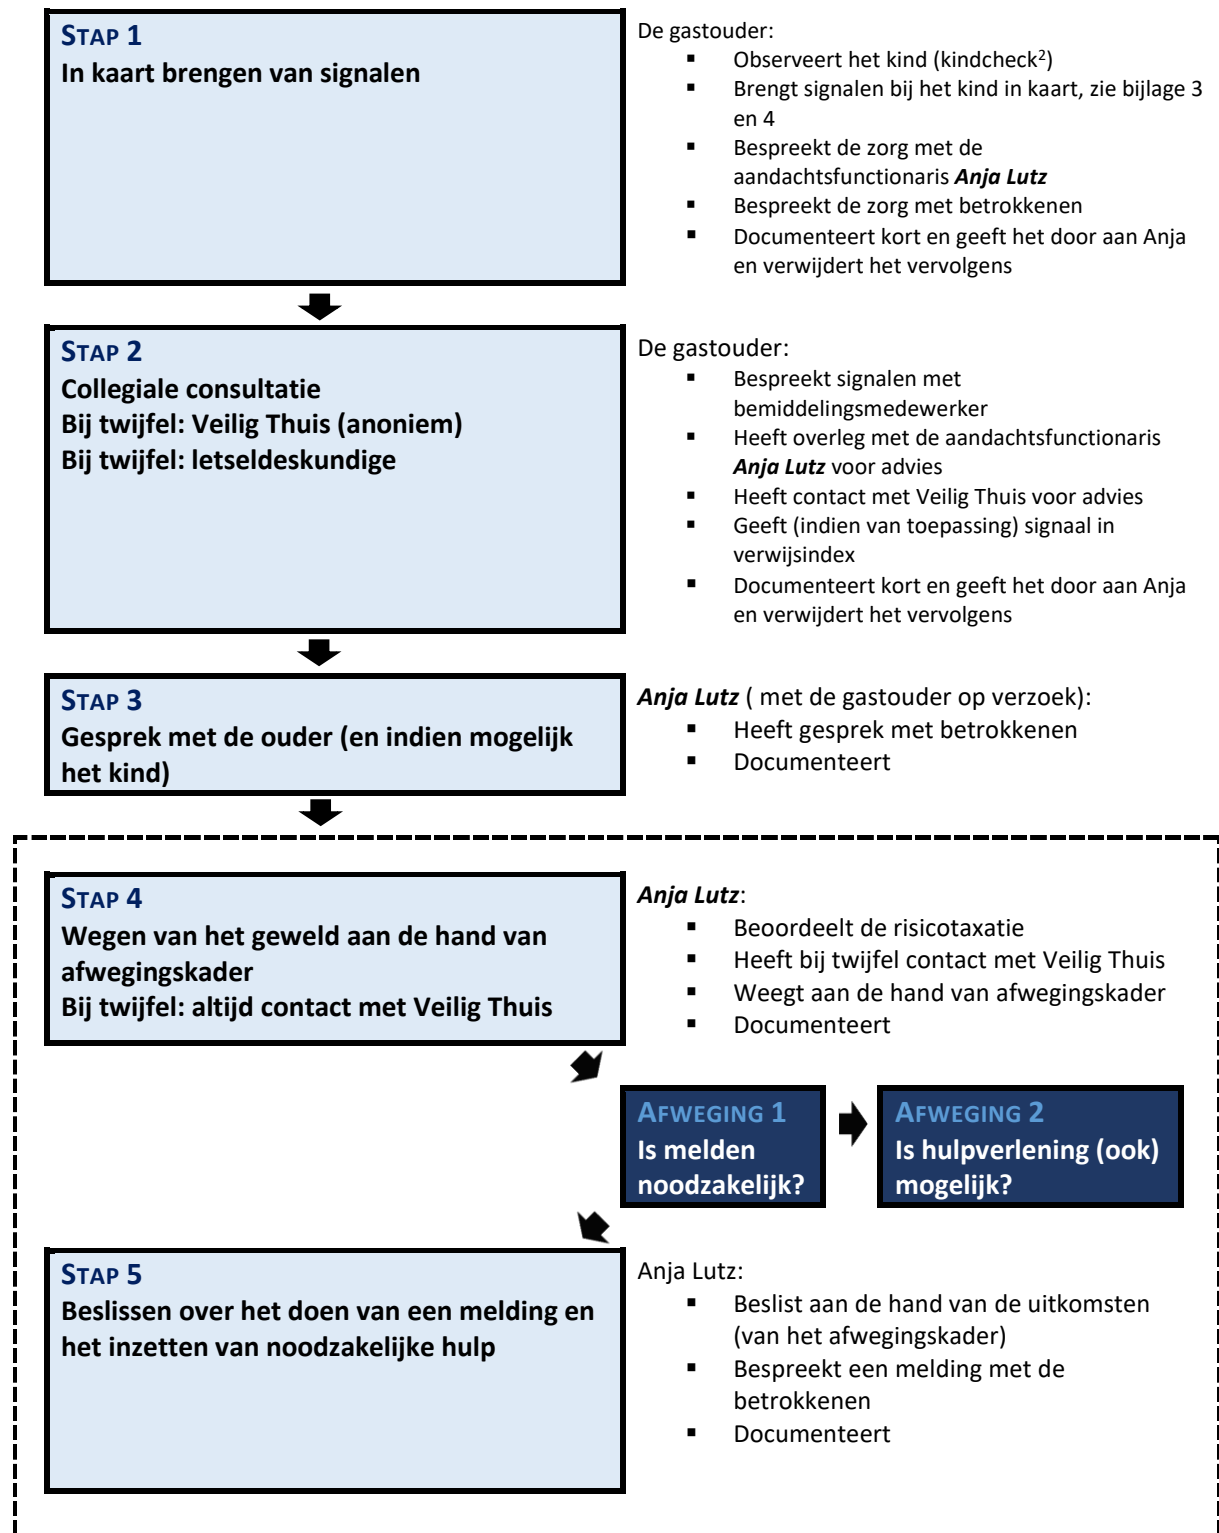 STAP 1
In kaart brengen van signalen
De gastouder:
▪ Observeert het kind (kindcheck²)
▪ Brengt signalen bij het kind in kaart, zie bijlage 3
en 4
▪ Bespreekt de zorg met de
aandachtsfunctionaris Anja Lutz
▪ Bespreekt de zorg met betrokkenen
▪ Documenteert kort en geeft het door aan Anja
en verwijdert het vervolgens
STAP 2
Collegiale consultatie
Bij twijfel: Veilig Thuis (anoniem)
Bij twijfel: letseldeskundige
De gastouder:
▪ Bespreekt signalen met
bemiddelingsmedewerker
▪ Heeft overleg met de aandachtsfunctionaris
Anja Lutz voor advies
▪ Heeft contact met Veilig Thuis voor advies
▪ Geeft (indien van toepassing) signaal in
verwijsindex
▪ Documenteert kort en geeft het door aan Anja
en verwijdert het vervolgens
STAP 3
Gesprek met de ouder (en indien mogelijk
het kind)
Anja Lutz ( met de gastouder op verzoek):
▪ Heeft gesprek met betrokkenen
▪ Documenteert
STAP 4
Wegen van het geweld aan de hand van
afwegingskader
Bij twijfel: altijd contact met Veilig Thuis
Anja Lutz:
▪ Beoordeelt de risicotaxatie
▪ Heeft bij twijfel contact met Veilig Thuis
▪ Weegt aan de hand van afwegingskader
▪ Documenteert
AFWEGING 1
Is melden
noodzakelijk?
AFWEGING 2
Is hulpverlening (ook)
mogelijk?
STAP 5
Beslissen over het doen van een melding en
het inzetten van noodzakelijke hulp
Anja Lutz:
▪ Beslist aan de hand van de uitkomsten
(van het afwegingskader)
▪ Bespreekt een melding met de
betrokkenen
▪ Documenteert